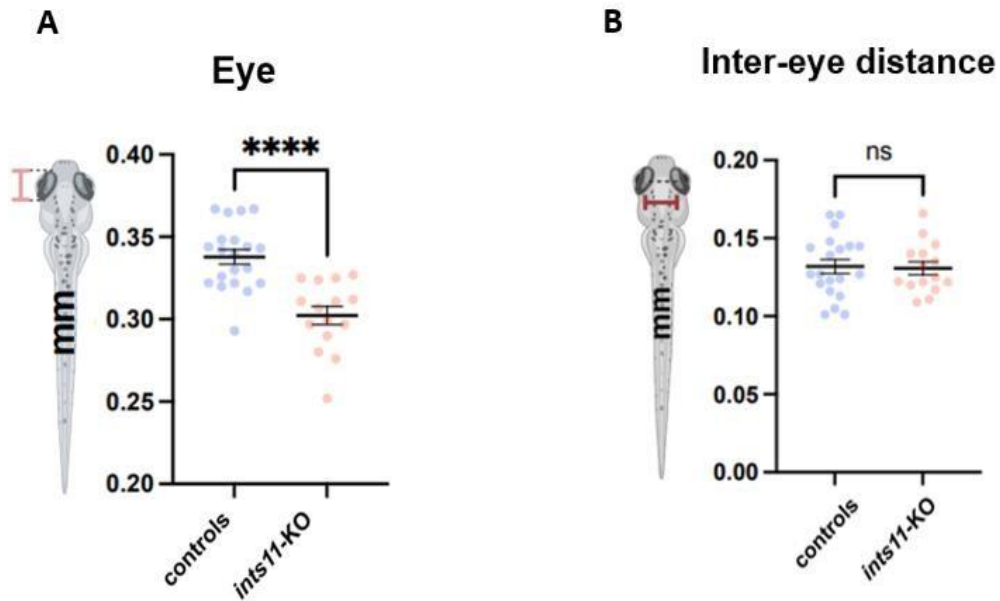 A
Eye
mm
0.40
0.35
0.30
0.25
0.20
****
controls
ints11-KO
B
Inter-eye distance
mm
0.20
0.15
0.10
0.05
0.00
ns
controls
ints11-KO